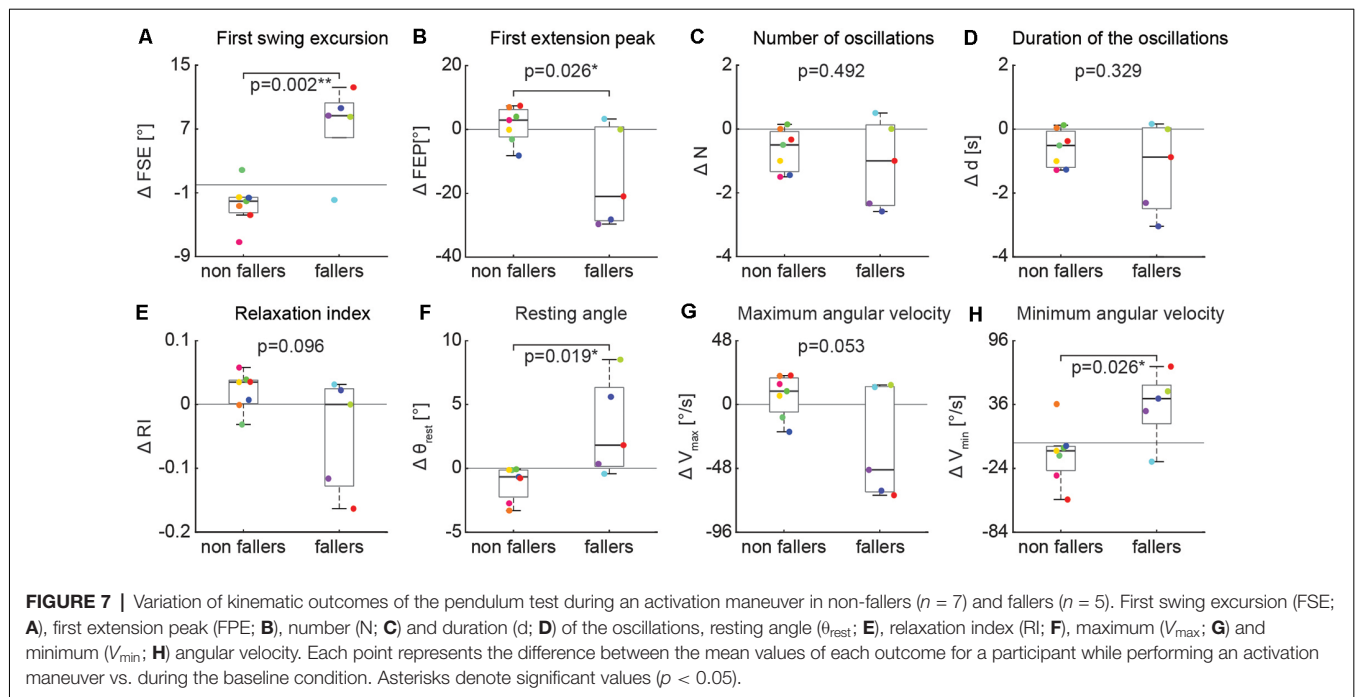 A First swing excursion
B First extension peak
C Number of oscillations
D Duration of the oscillations
15
7
-1
-9
Δ FSE [°]
p=0.002**
non fallers fallers
20
0
-20
-40
Δ FEP[°]
p=0.026*
non fallers fallers
2
0
-2
-4
Δ N
p=0.492
non fallers fallers
2
0
-2
-4
Δ d [s]
p=0.329
non fallers fallers
E Relaxation index
F Resting angle
G Maximum angular velocity
H Minimum angular velocity
0.1
0
-0.1
-0.2
Δ RI
p=0.096
non fallers fallers
10
5
0
-5
Δ θrest [°]
p=0.019*
non fallers fallers
48
0
-48
-96
Δ Vmax [°/s]
p=0.053
non fallers fallers
96
36
-24
-84
Δ Vmin [°/s]
p=0.026*
non fallers fallers
FIGURE 7 | Variation of kinematic outcomes of the pendulum test during an activation maneuver in non-fallers (n = 7) and fallers (n = 5). First swing excursion (FSE;
A), first extension peak (FPE; B), number (N; C) and duration (d; D) of the oscillations, resting angle (θrest; E), relaxation index (RI; F), maximum (Vmax; G) and
minimum (Vmin; H) angular velocity. Each point represents the difference between the mean values of each outcome for a participant while performing an activation
maneuver vs. during the baseline condition. Asterisks denote significant values (p < 0.05).